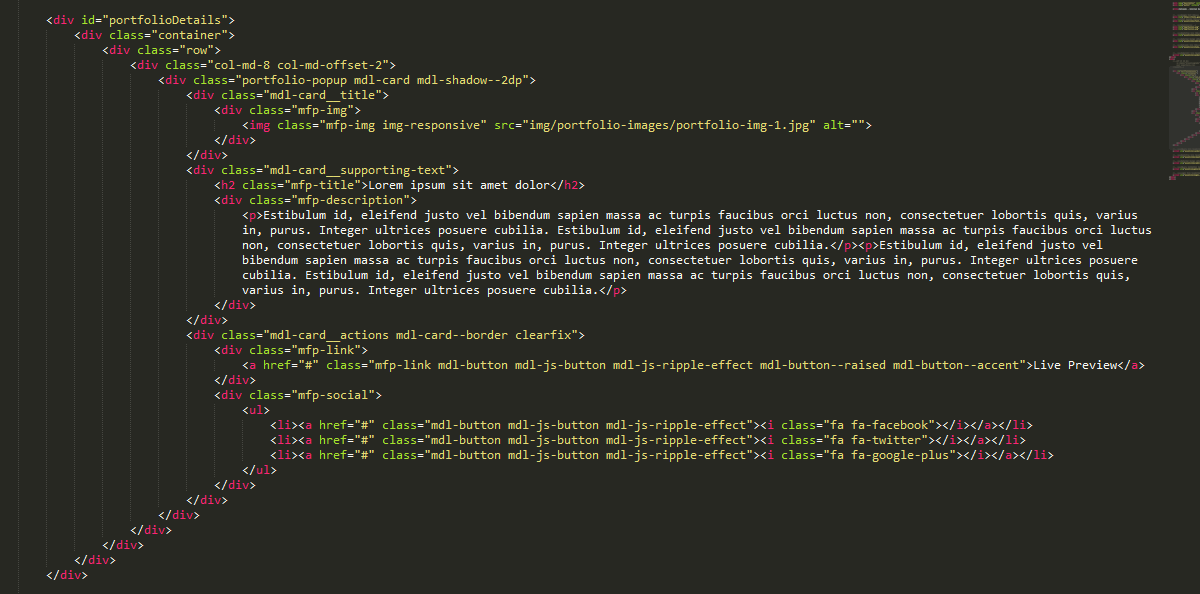 <div id="portfolioDetails">
<div class="container">
<div class="row">
<div class="col-md-8 col-md-offset-2">
<div class="portfolio-popup mdl-card mdl-shadow--2dp">
<div class="mdl-card__title">
<div class="mfp-img">
<img class="mfp-img img-responsive" src="img/portfolio-images/portfolio-img-1.jpg" alt="">
</div>
</div>
<div class="mdl-card__supporting-text">
<h2 class="mfp-title">Lorem ipsum sit amet dolor</h2>
<div class="mfp-description">
<p>Estibulum id, eleifend justo vel bibendum sapien massa ac turpis faucibus orci luctus non, consectetuer lobortis quis, varius
in, purus. Integer ultrices posuere cubilia. Estibulum id, eleifend justo vel bibendum sapien massa ac turpis faucibus orci luctus
non, consectetuer lobortis quis, varius in, purus. Integer ultrices posuere cubilia.</p><p>Estibulum id, eleifend justo vel
bibendum sapien massa ac turpis faucibus orci luctus non, consectetuer lobortis quis, varius in, purus. Integer ultrices posuere
cubilia. Estibulum id, eleifend justo vel bibendum sapien massa ac turpis faucibus orci luctus non, consectetuer lobortis quis,
varius in, purus. Integer ultrices posuere cubilia.</p>
</div>
</div>
<div class="mdl-card__actions mdl-card--border clearfix">
<div class="mfp-link">
<a href="#" class="mfp-link mdl-button mdl-js-button mdl-js-ripple-effect mdl-button--raised mdl-button--accent">Live Preview</a>
</div>
<div class="mfp-social">
<ul>
<li><a href="#" class="mdl-button mdl-js-button mdl-js-ripple-effect"><i class="fa fa-facebook"></i></a></li>
<li><a href="#" class="mdl-button mdl-js-button mdl-js-ripple-effect"><i class="fa fa-twitter"></i></a></li>
<li><a href="#" class="mdl-button mdl-js-button mdl-js-ripple-effect"><i class="fa fa-google-plus"></i></a></li>
</ul>
</div>
</div>
</div>
</div>
</div>
</div>
</div>